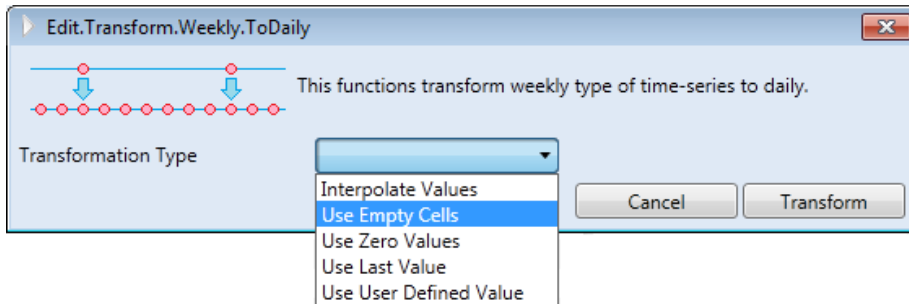 Edit.Transform.Weekly.ToDaily
This functions transform weekly type of time-series to daily.
Transformation Type
Interpolate Values
Use Empty Cells
Use Zero Values
Use Last Value
Use User Defined Value
Cancel
Transform